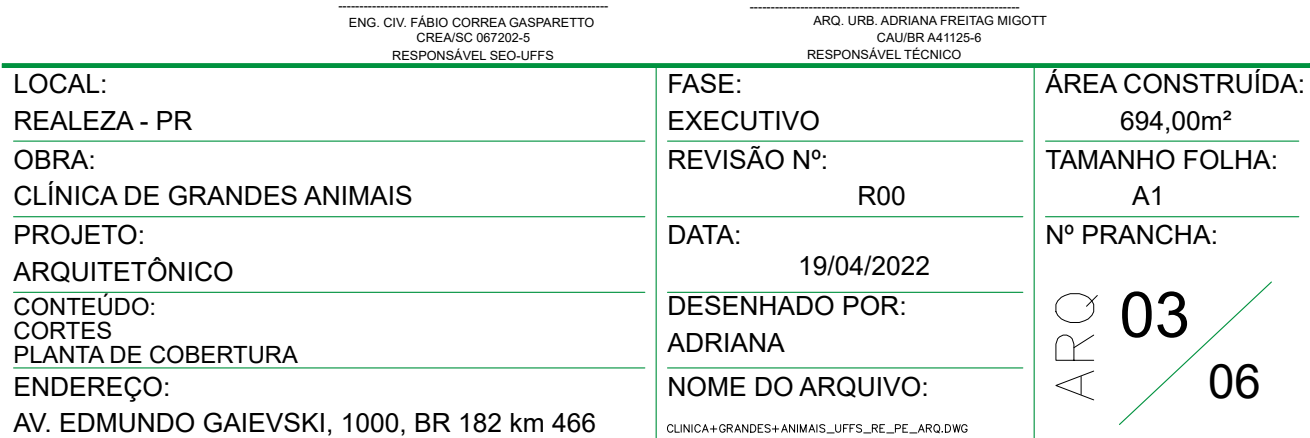 ENG. CIV. FÁBIO CORREA GASPARETTO
CREA/SC 067202-5
RESPONSÁVEL SEO-UFFS
ARQ. URB. ADRIANA FREITAG MIGOTT
CAU/BR A41125-6
RESPONSÁVEL TÉCNICO
LOCAL:
REALEZA - PR
OBRA:
CLÍNICA DE GRANDES ANIMAIS
PROJETO:
ARQUITETÔNICO
CONTEÚDO:
CORTES
PLANTA DE COBERTURA
ENDEREÇO:
AV. EDMUNDO GAIEVSKI, 1000, BR 182 km 466
FASE:
EXECUTIVO
REVISÃO Nº:
R00
DATA:
19/04/2022
DESENHADO POR:
ADRIANA
NOME DO ARQUIVO:
CLINICA+GRANDES+ANIMAIS_UFFS_RE_PE_ARQ.DWG
ÁREA CONSTRUÍDA:
694,00m²
TAMANHO FOLHA:
A1
Nº PRANCHA:
ARQ
03
06